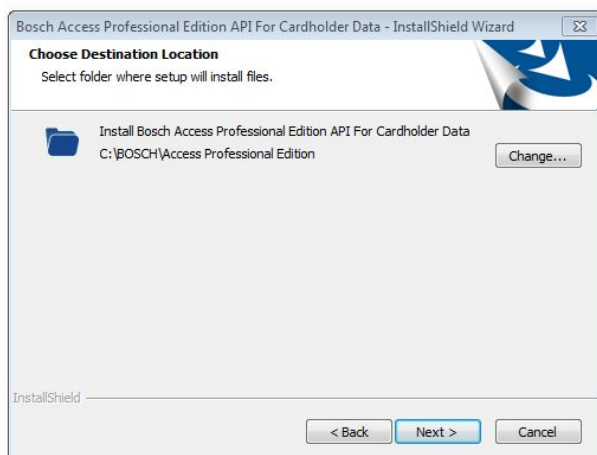 Bosch Access Professional Edition API For Cardholder Data - InstallShield Wizard
Choose Destination Location
Select folder where setup will install files.
Install Bosch Access Professional Edition API For Cardholder Data
C:\BOSCH\Access Professional Edition
Change...
InstallShield
< Back
Next >
Cancel